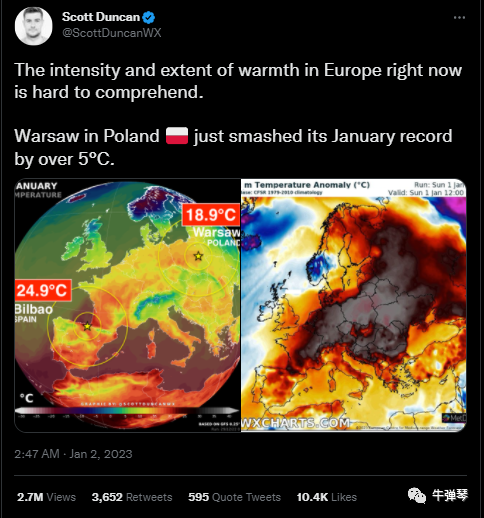 Scott Duncan
@ScottDuncanWX
The intensity and extent of warmth in Europe right now
is hard to comprehend.
Warsaw in Poland 🇵🇱 just smashed its January record
by over 5°C.
ANUARY
MPERATURE
18.9°C
Warsaw
POLAND
24.9°C
Bilbao
SPAIN
°C
m Temperature Anomaly (°C)
Run: Sun 1 Jan
Base: CFSR 1979-2010 climatology
Valid: Sun 1 Jan 12:00
WXCHARTS.COM
2:47 AM · Jan 2, 2023
2.7M Views 3,652 Retweets 595 Quote Tweets 10.4K Likes
牛弹琴